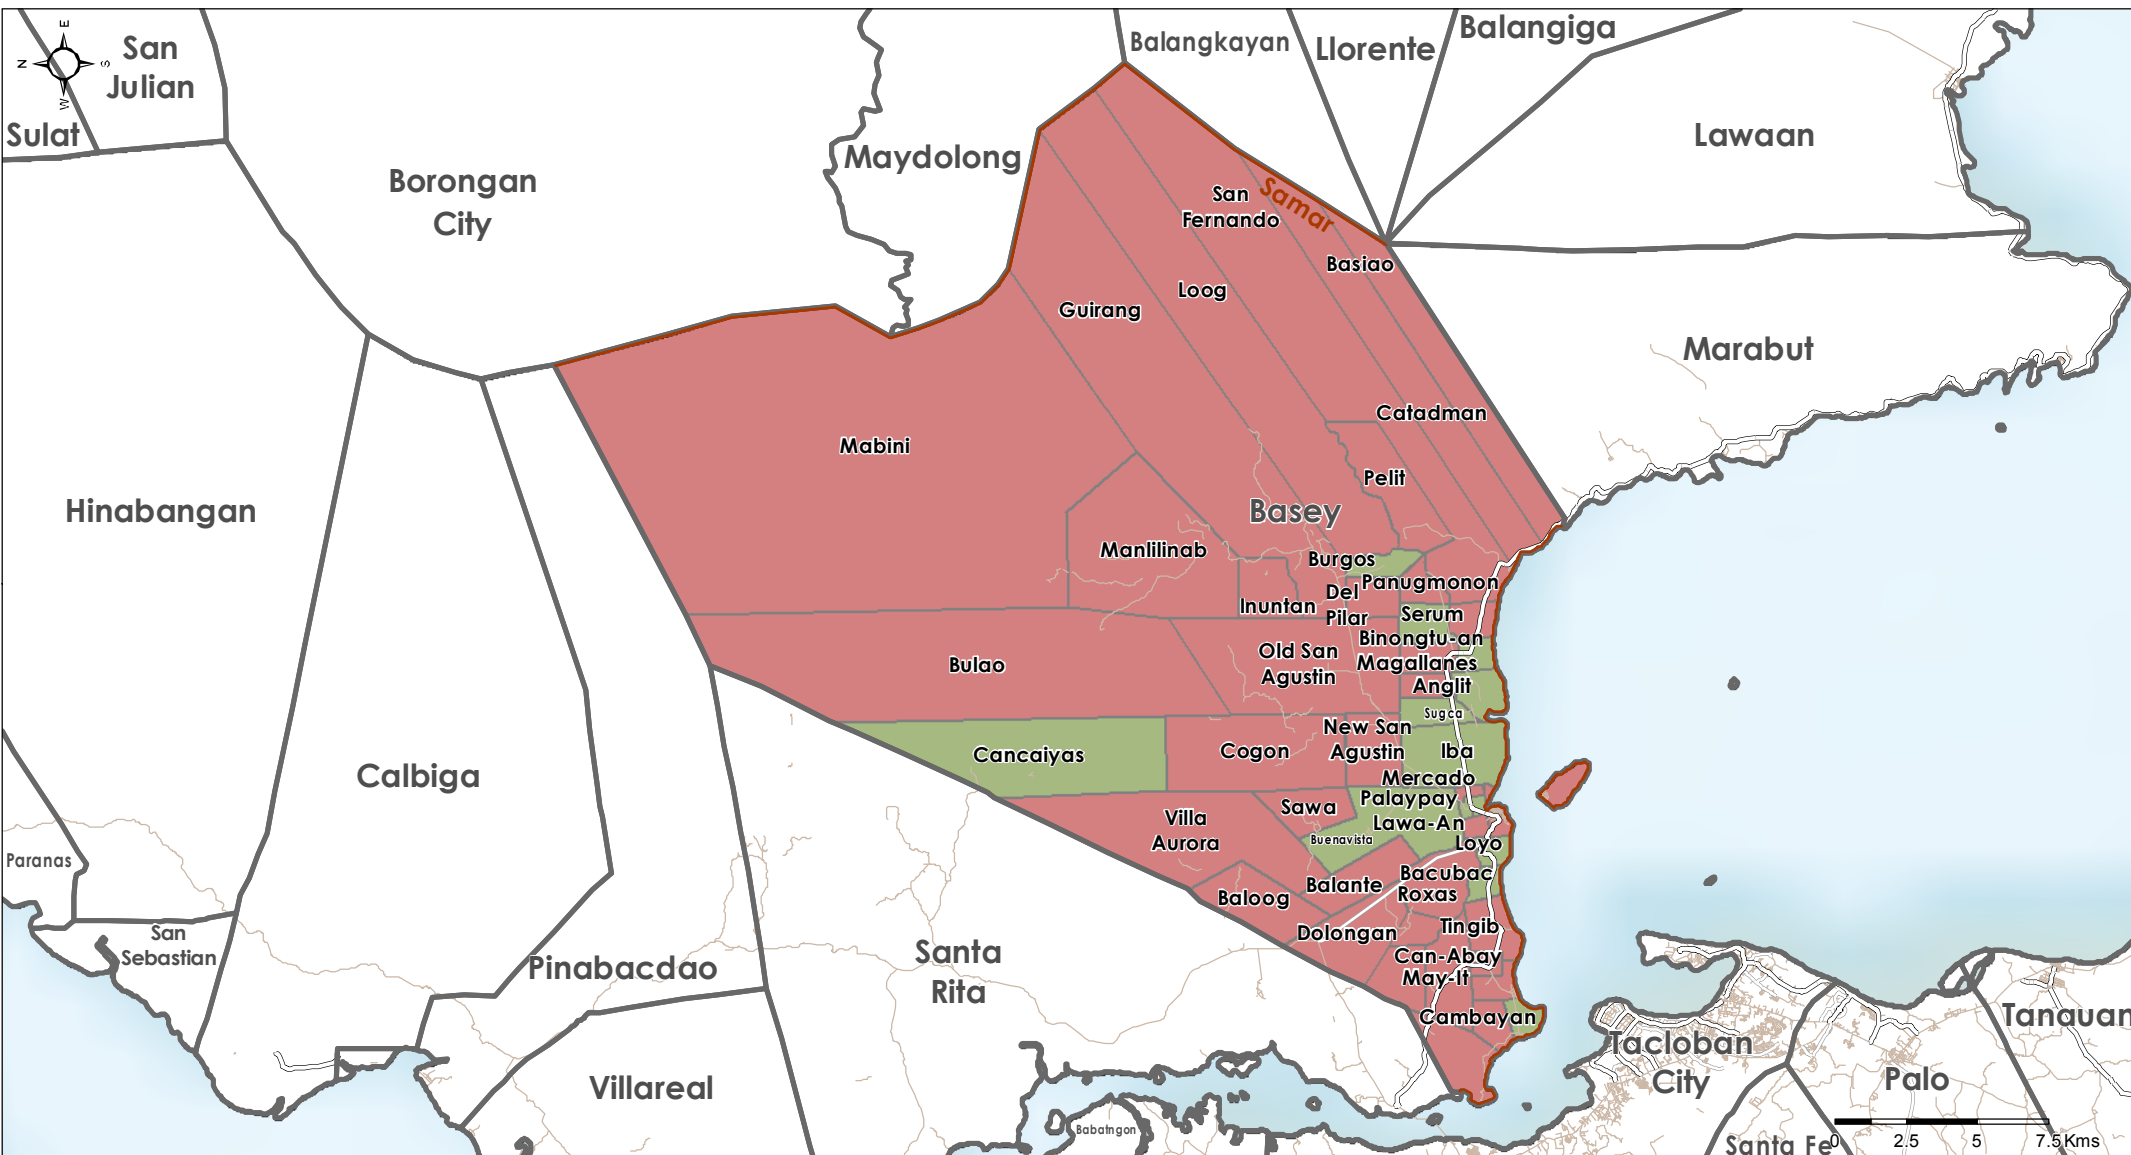 E
N
S
W
San
Julian
Sulat
Borongan
City
Maydolong
Balangkayan
Llorente
Balangiga
Lawaan
Marabut
San
Fernando
Samar
Basiao
Loog
Guirang
Catadman
Mabini
Pelit
Basey
Hinabangan
Manlilinab
Burgos
Panugmonon
Del
Pilar
Inuntan
Serum
Binongtu-an
Old San
Agustin
Magallanes
Bulao
Anglit
Sugca
New San
Agustin
Iba
Cogon
Cancaiyas
Mercado
Calbiga
Palaypay
Sawa
Villa
Aurora
Lawa-An
Buenavista
Loyo
Paranas
Bacubac
Balante
Roxas
Baloog
Tingib
Dolongan
San
Sebastian
Can-Abay
Santa
Rita
Pinabacdao
May-It
Cambayan
Tanauan
Tacloban
City
Palo
Villareal
Babatngon
Santa Fe
0
2.5
5
7.5 Kms